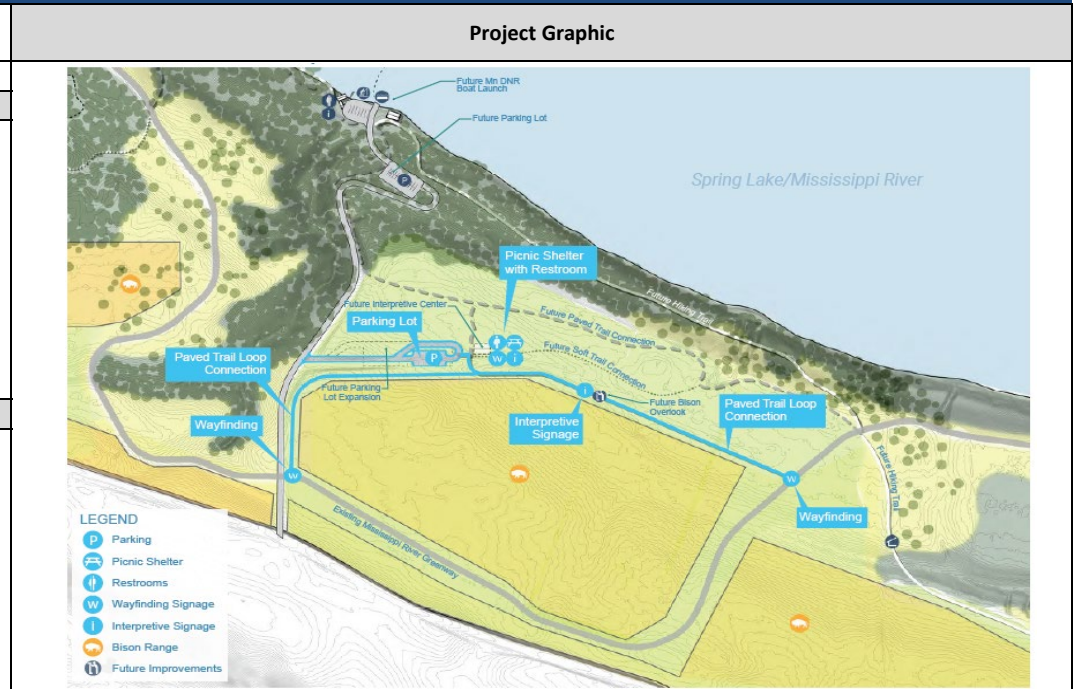 Project Graphic
Future Mn DNR
Boat Launch
Future Parking Lot
i
P
Spring Lake/Mississippi River
Picnic Shelter
with Restroom
Future Hiking Trail
Future Interpretive Center
Future Paved Trail Connection
Parking Lot
P
W
i
Future Soft Trail Connection
Paved Trail Loop
Connection
Future Parking
Lot Expansion
i
Future Bison
Overlook
Paved Trail Loop
Connection
Interpretive
Signage
Wayfinding
W
W
Wayfinding
Future Hiking Trail
Existing Mississippi River Greenway
LEGEND
P Parking
Picnic Shelter
Restrooms
W Wayfinding Signage
i Interpretive Signage
Bison Range
Future Improvements